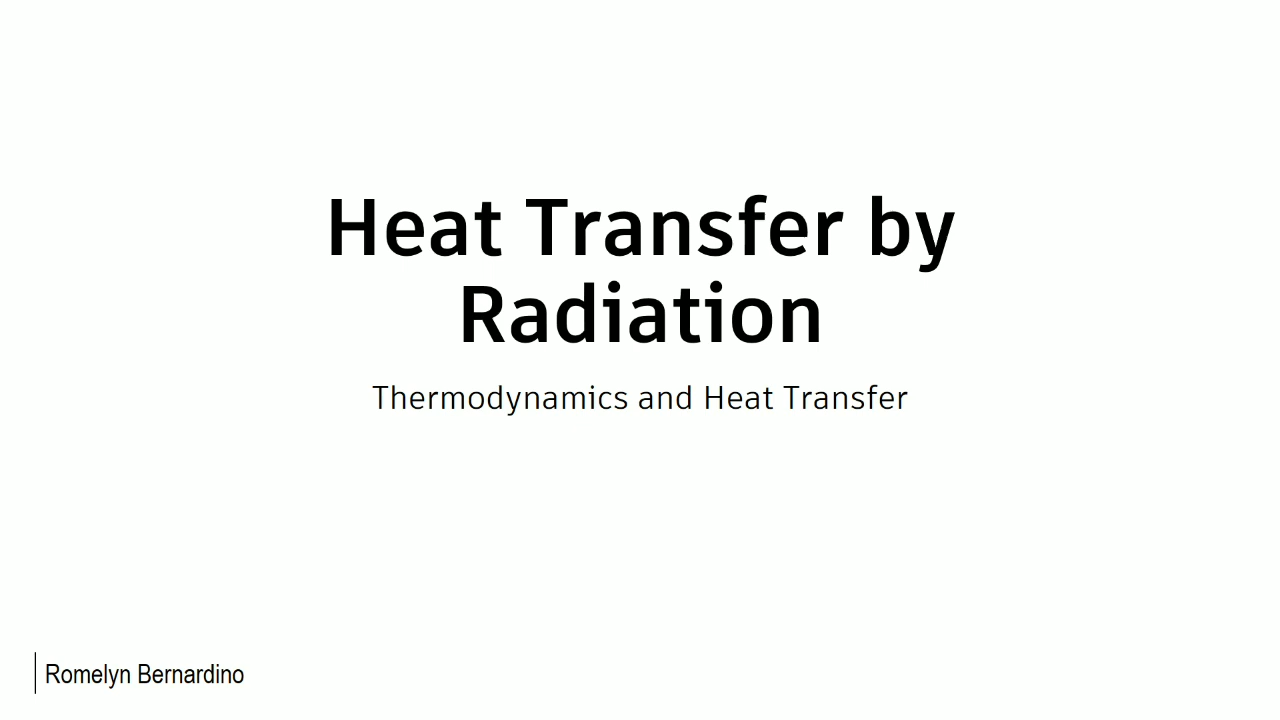 Heat Transfer by
Radiation
Thermodynamics and Heat Transfer
Romelyn Bernardino